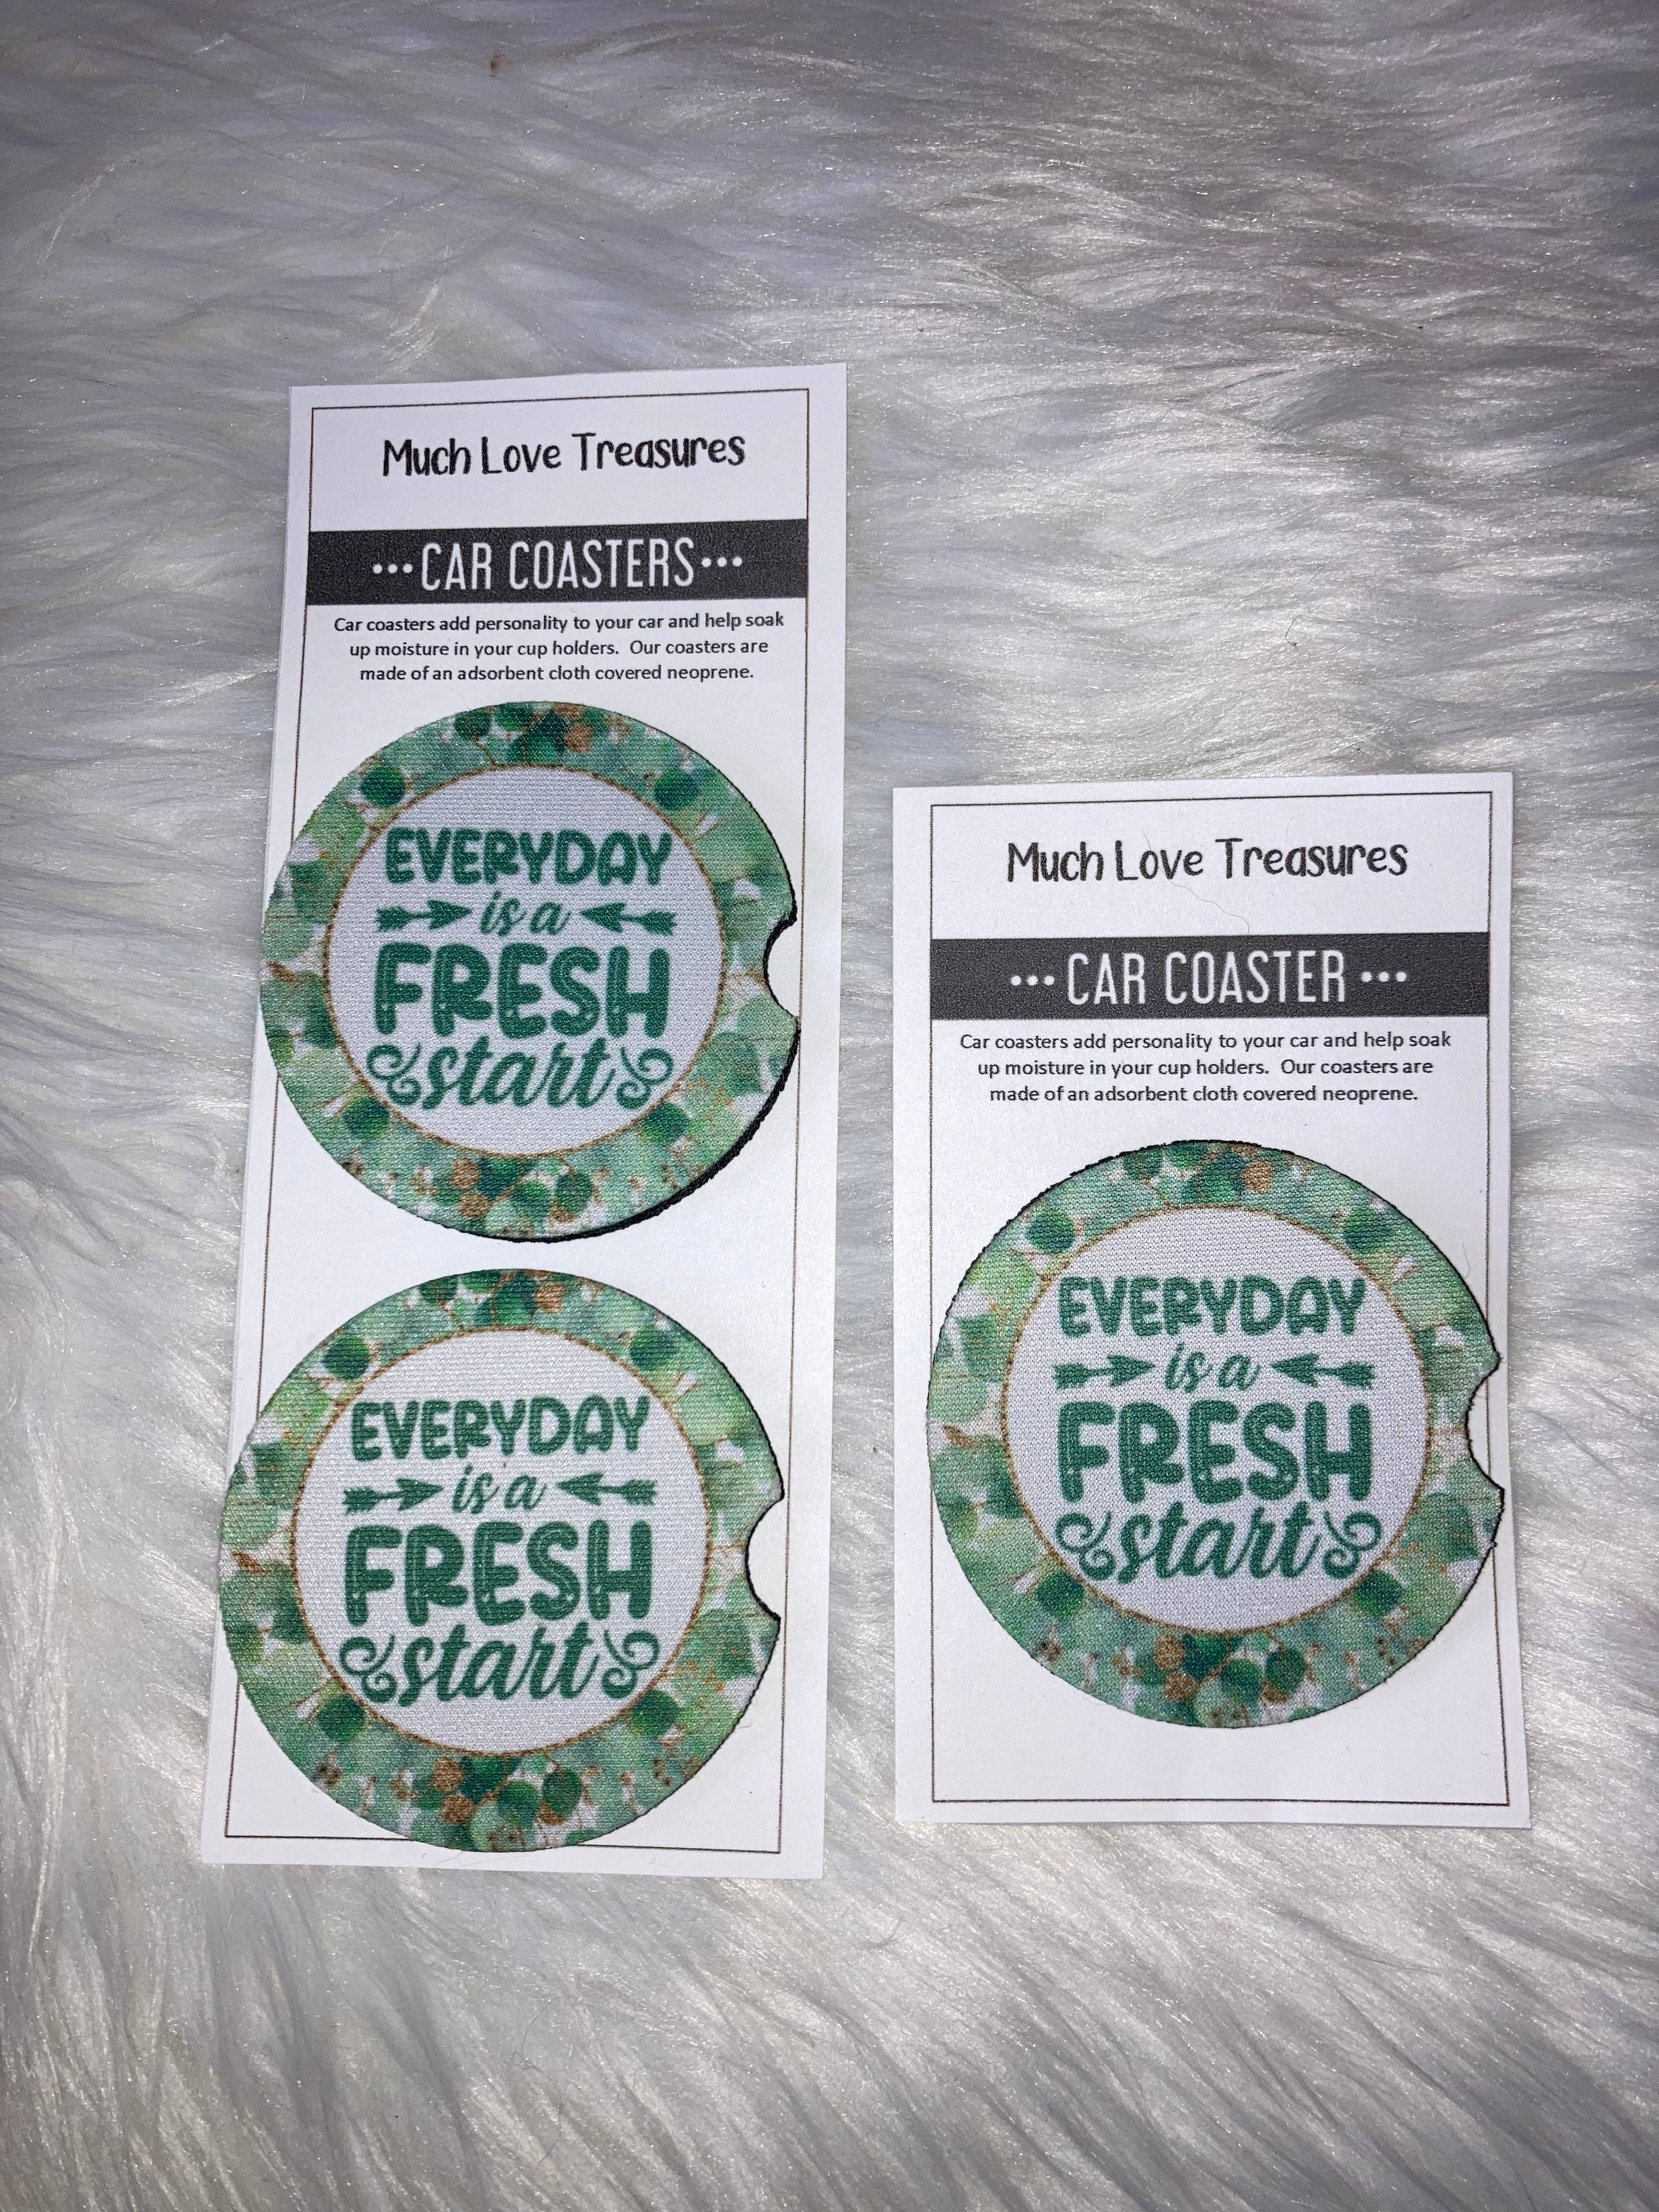 Much Love Treasures
•••CAR COASTERS•••
Car coasters add personality to your car and help soak
up moisture in your cup holders. Our coasters are
made of an adsorbent cloth covered neoprene.
EVERYDAY
is a
FRESH
start
EVERYDAY
is a
FRESH
start
Much Love Treasures
•••CAR COASTER•••
Car coasters add personality to your car and help soak
up moisture in your cup holders. Our coasters are
made of an adsorbent cloth covered neoprene.
EVERYDAY
is a
FRESH
start